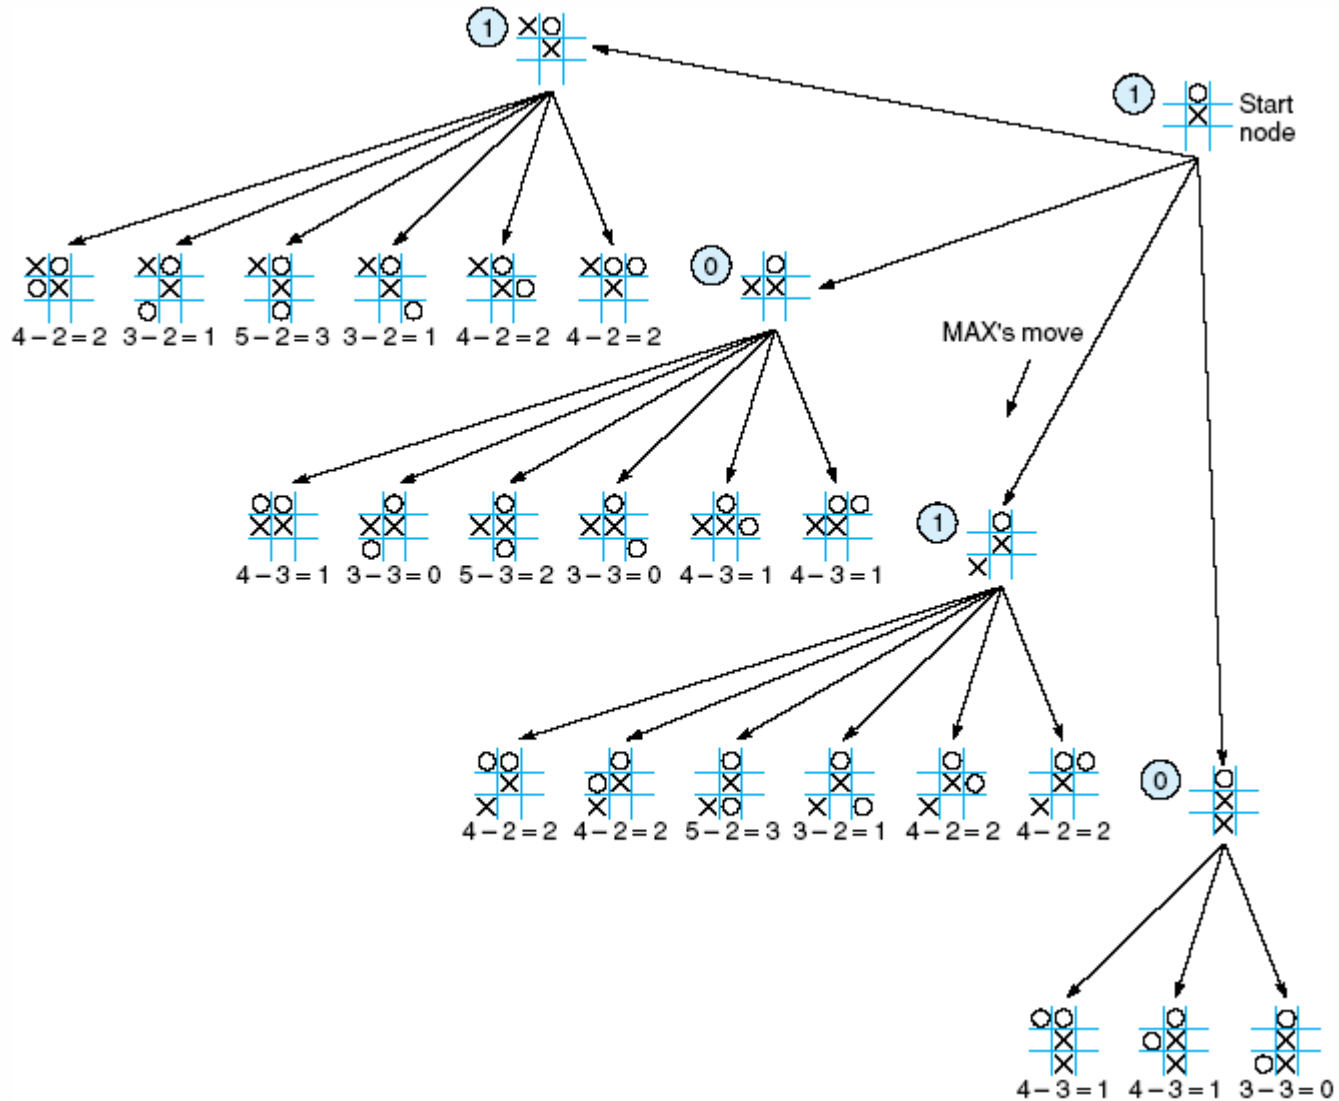 1
X O
X
1
O
X
Start
node
X O
O X
X O
X
O
X O
X
O
X O
X
O
X O
X O
X O O
X
4 – 2 = 2 3 – 2 = 1 5 – 2 = 3 3 – 2 = 1 4 – 2 = 2 4 – 2 = 2
0
O
X X
MAX's move
O O
X X
O
X X
O
O
X X
O
O
X X
O
O
X X O
O O
X X
4 – 3 = 1 3 – 3 = 0 5 – 3 = 2 3 – 3 = 0 4 – 3 = 1 4 – 3 = 1
1
O
X
X
O O
X
X
O
O X
X
O
X
X O
O
X
X O
O
X O
X
O O
X
X
4 – 2 = 2 4 – 2 = 2 5 – 2 = 3 3 – 2 = 1 4 – 2 = 2 4 – 2 = 2
0
O
X
X
O O
X
X
O
O X
X
O
X
O X
4 – 3 = 1 4 – 3 = 1 3 – 3 = 0